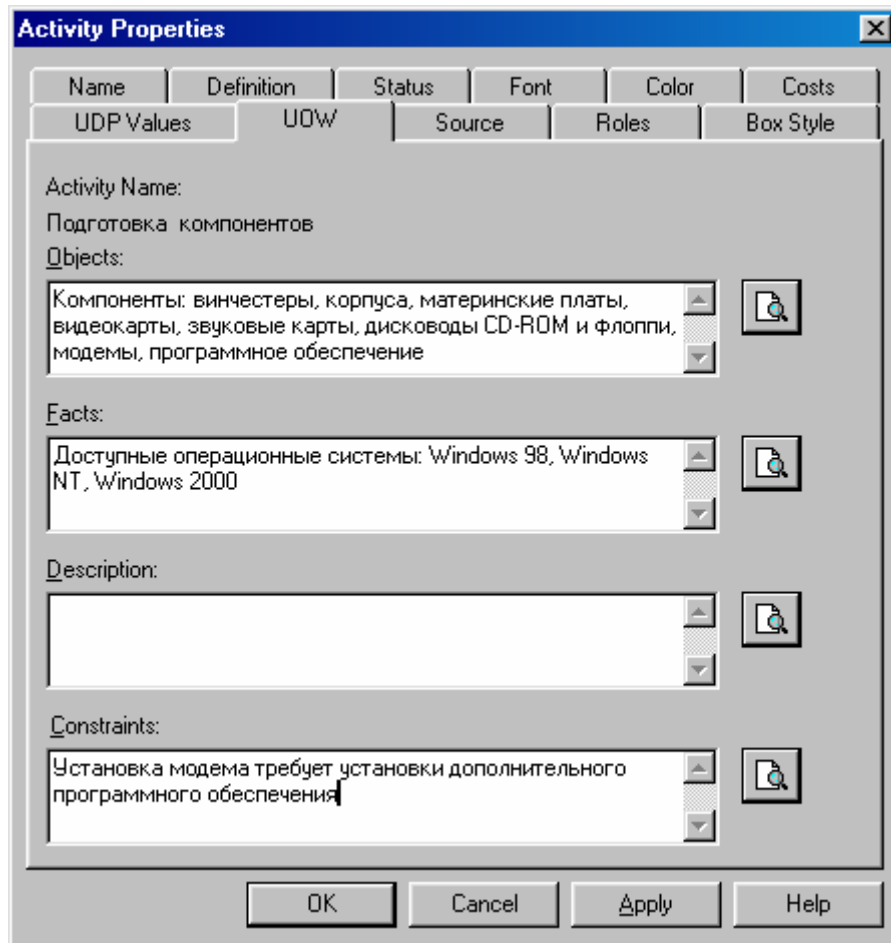 Activity Properties
Name Definition Status Font Color Costs
UDP Values UOW Source Roles Box Style
Activity Name:
Подготовка компонентов
Objects:
Компоненты: винчестеры, корпуса, материнские платы,
видеокарты, звуковые карты, дисководы CD-ROM и флоппи,
модемы, программное обеспечение
Facts:
Доступные операционные системы: Windows 98, Windows
NT, Windows 2000
Description:
Constraints:
Установка модема требует установки дополнительного
программного обеспечения
OK Cancel Apply Help